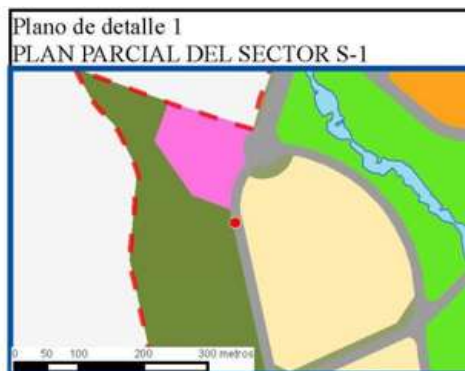 Plano de detalle 1
PLAN PARCIAL DEL SECTOR S-1
0 50 100 200 300 metros